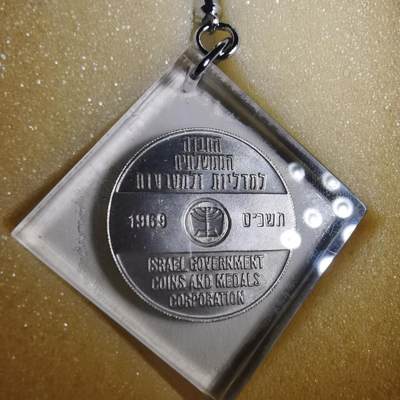 החברה
הממשלתית
למדליות ולמטבעות
1969 תשכ"ט
ISRAEL GOVERNMENT
COINS AND MEDALS
CORPORATION